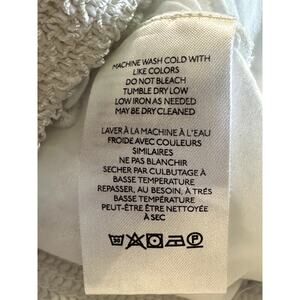 MACHINE WASH COLD WITH
LIKE COLORS
DO NOT BLEACH
TUMBLE DRY LOW
LOW IRON AS NEEDED
MAY BE DRY CLEANED
LAVER À LA MACHINE À L'EAU
FROIDE AVEC COULEURS
SIMILAIRES
NE PAS BLANCHIR
SECHER PAR CULBUTAGE À
BASSE TEMPERATURE
REPASSER, AU BESOIN, À TRÉS
BASSE TEMPÉRATURE
PEUT-ÊTRE ÊTRE NETTOYÉE
À SEC